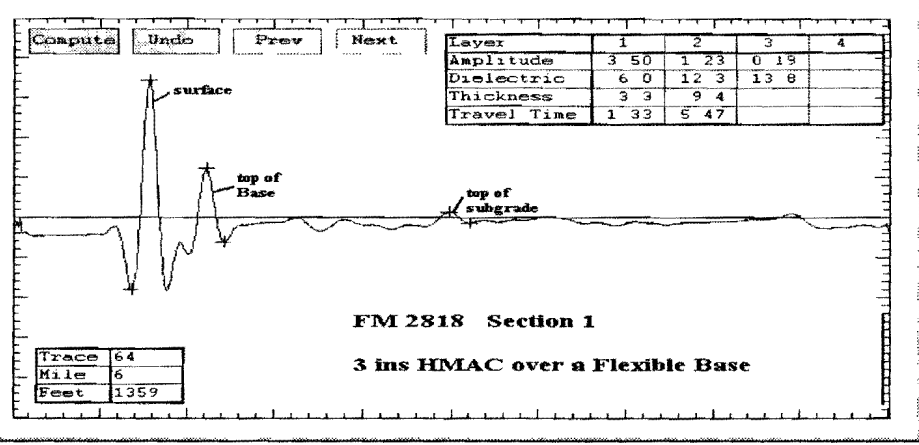 Compute Undo Prev Next
Layer 1 2 3 4
Amplitude 3 50 1 23 0 19
Dielectric 6 0 12 3 13 8
Thickness 3 3 9 4
Travel Time 1 33 5 47
surface
top of
Base
top of
subgrade
FM 2818 Section 1
3 ins HMAC over a Flexible Base
Trace 64
Mile 6
Feet 1359